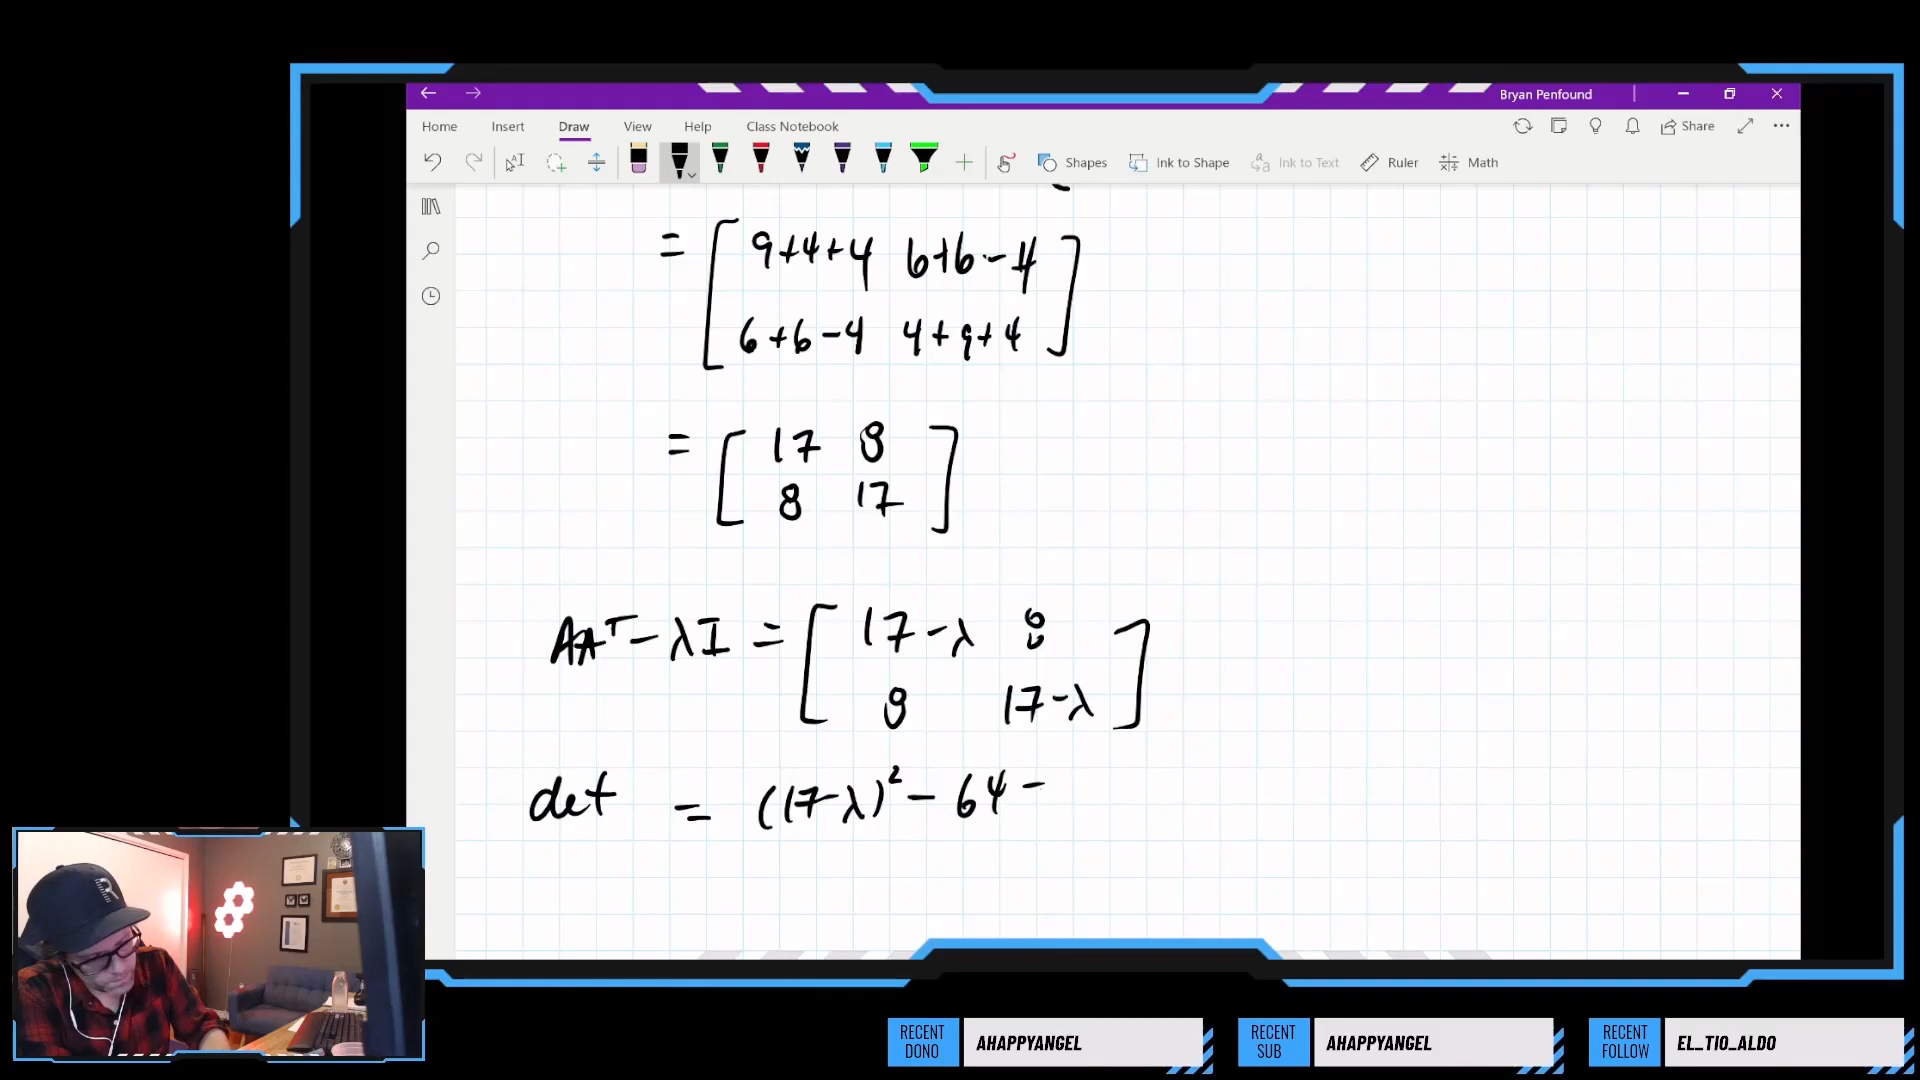 Bryan Penfound
Home Insert Draw View Help Class Notebook Share
Shapes Ink to Shape Ink to Text Ruler Math
= [ 9+4+4 6+6-4 ]
[ 6+6-4 4+9+4 ]
= [ 17 8 ]
[ 8 17 ]
AAᵀ - λI = [ 17-λ 8 ]
[ 8 17-λ ]
det = (17-λ)² - 64 -
RECENT DONO AHAPPYANGEL
RECENT SUB AHAPPYANGEL
RECENT FOLLOW EL_TIO_ALDO